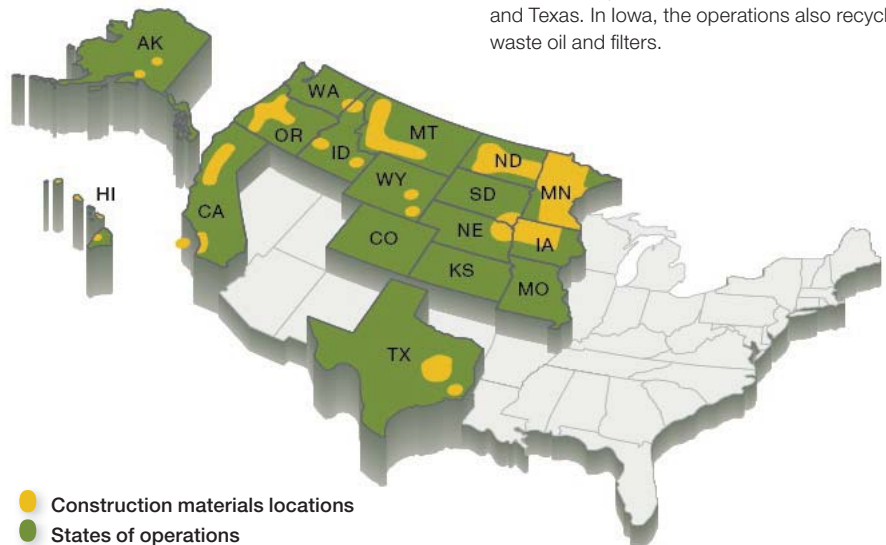 and Texas. In Iowa, the operations also recycl
waste oil and filters.
AK
WA
MT
OR
ID
ND
MN
WY
SD
HI
CA
NE
IA
CO
KS
MO
TX
Construction materials locations
States of operations